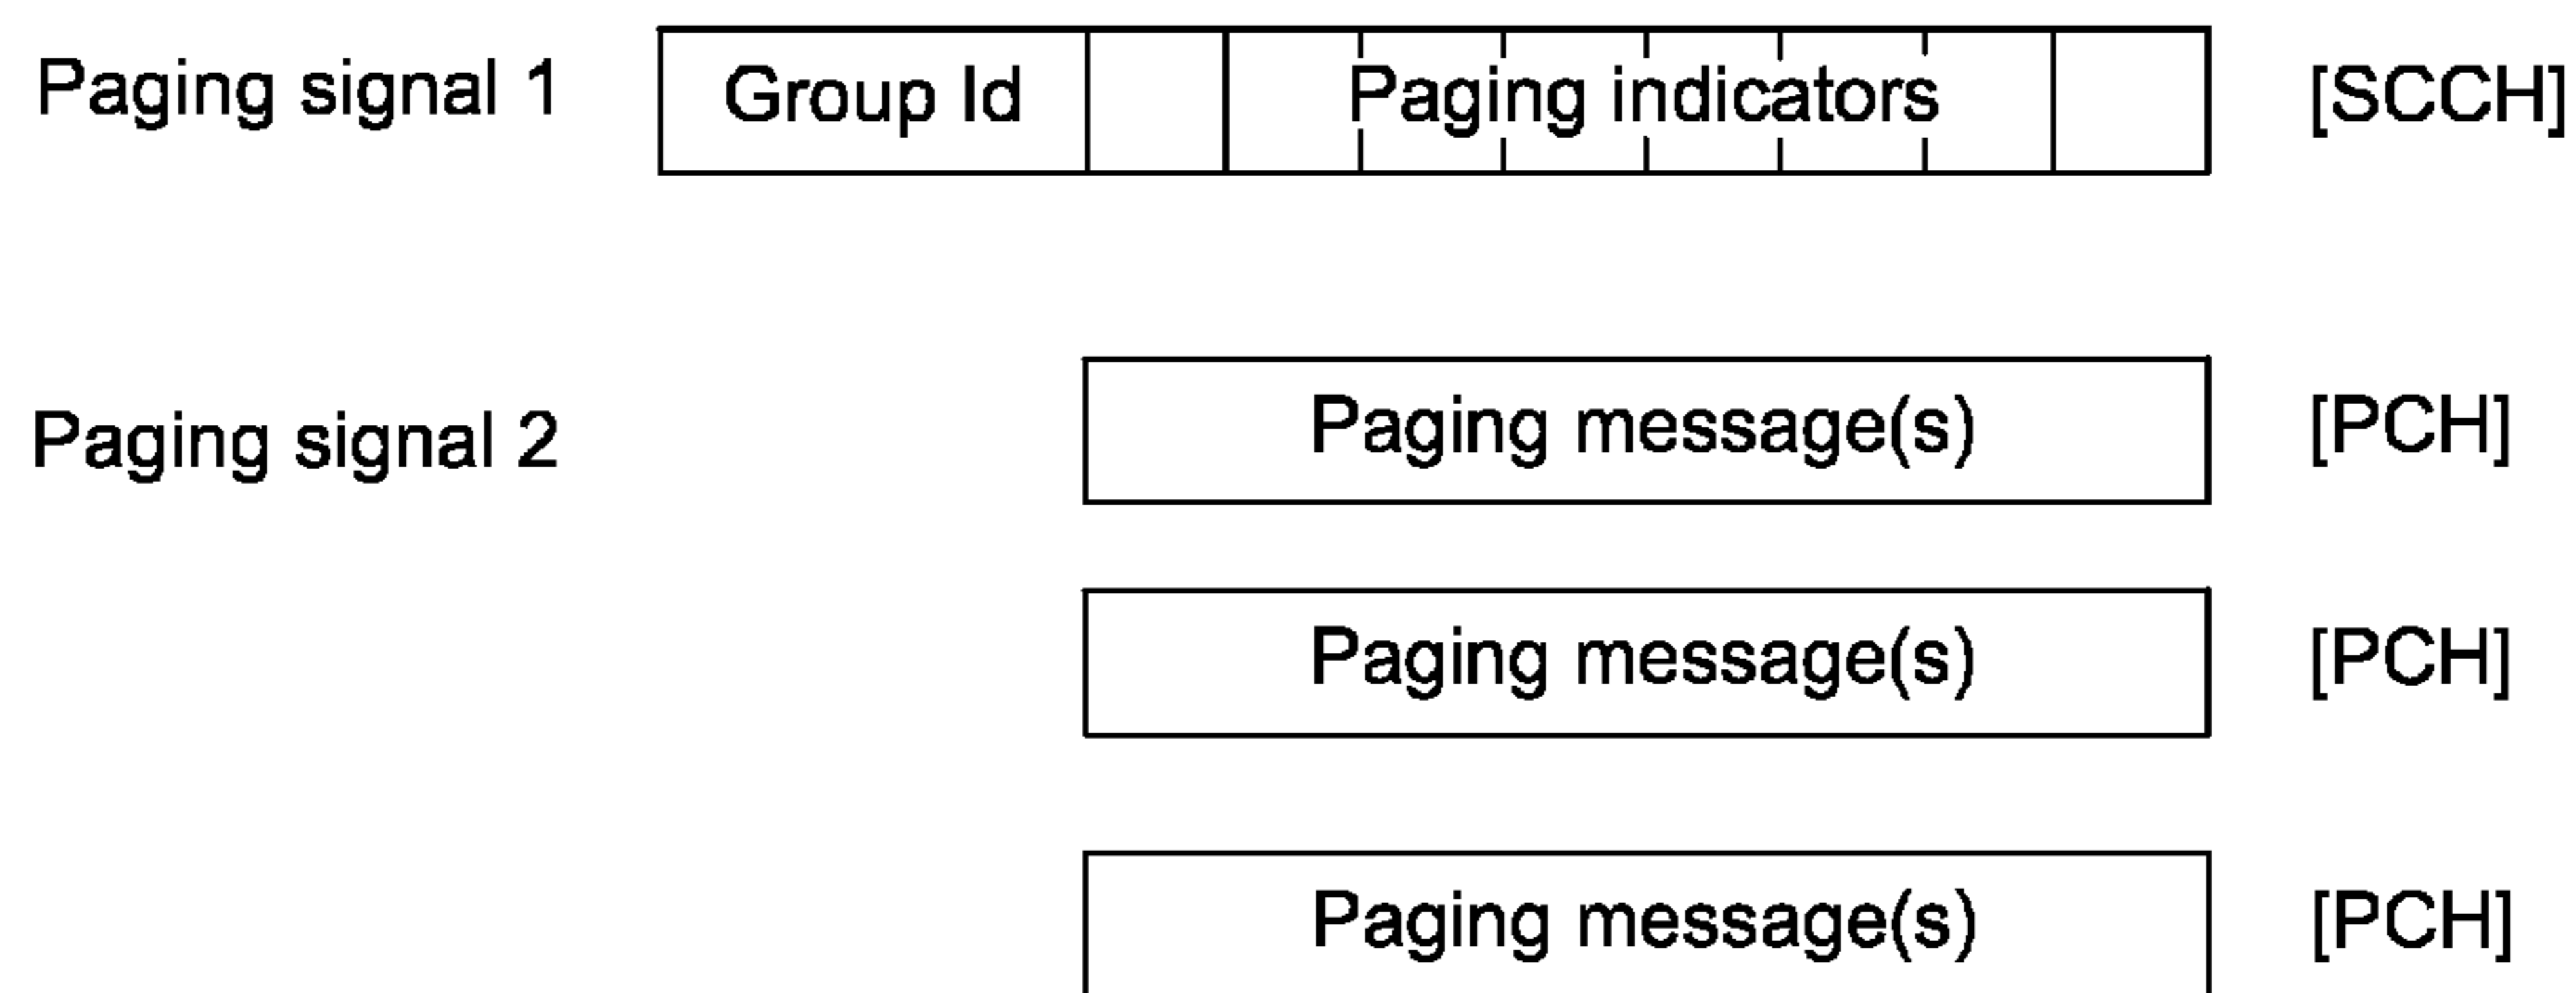 Paging signal 1 Group Id Paging indicators [SCCH]
Paging signal 2 Paging message(s) [PCH]
Paging message(s) [PCH]
Paging message(s) [PCH]